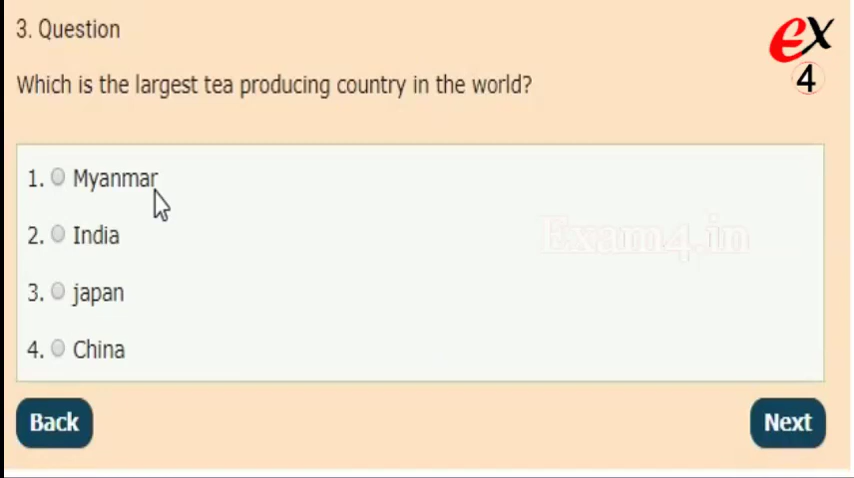 3. Question
ex
4
Which is the largest tea producing country in the world?
1. Myanmar
2. India
Exam4.in
3. japan
4. China
Back
Next